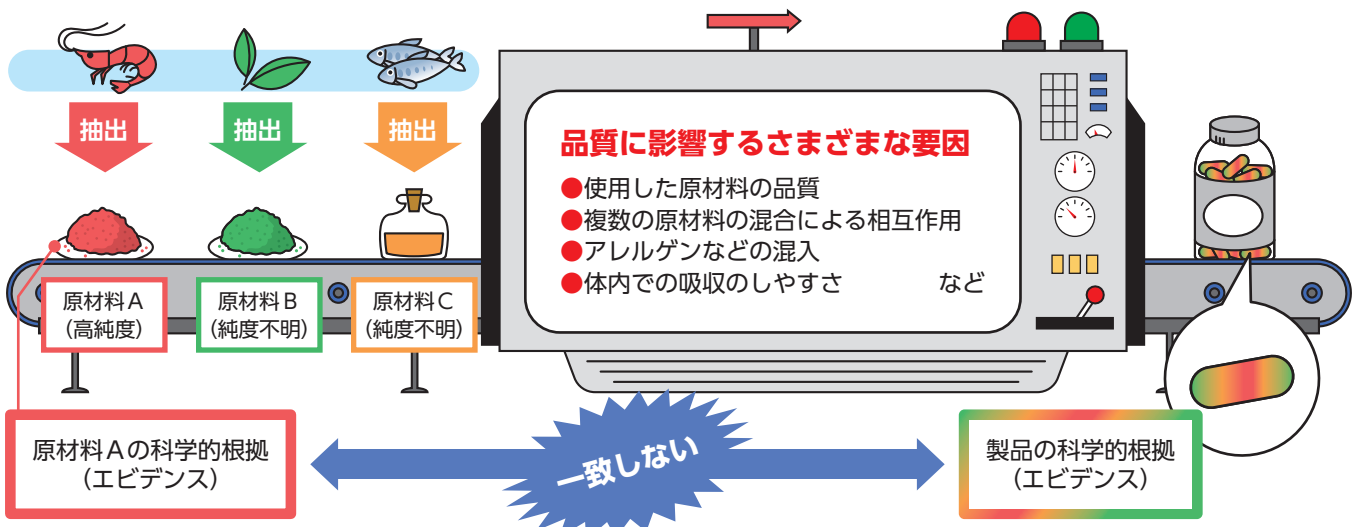 抽出
抽出
抽出
品質に影響するさまざまな要因
●使用した原材料の品質
●複数の原材料の混合による相互作用
●アレルゲンなどの混入
●体内での吸収のしやすさ　など
原材料A
（高純度）
原材料B
（純度不明）
原材料C
（純度不明）
原材料Aの科学的根拠
（エビデンス）
一致しない
製品の科学的根拠
（エビデンス）